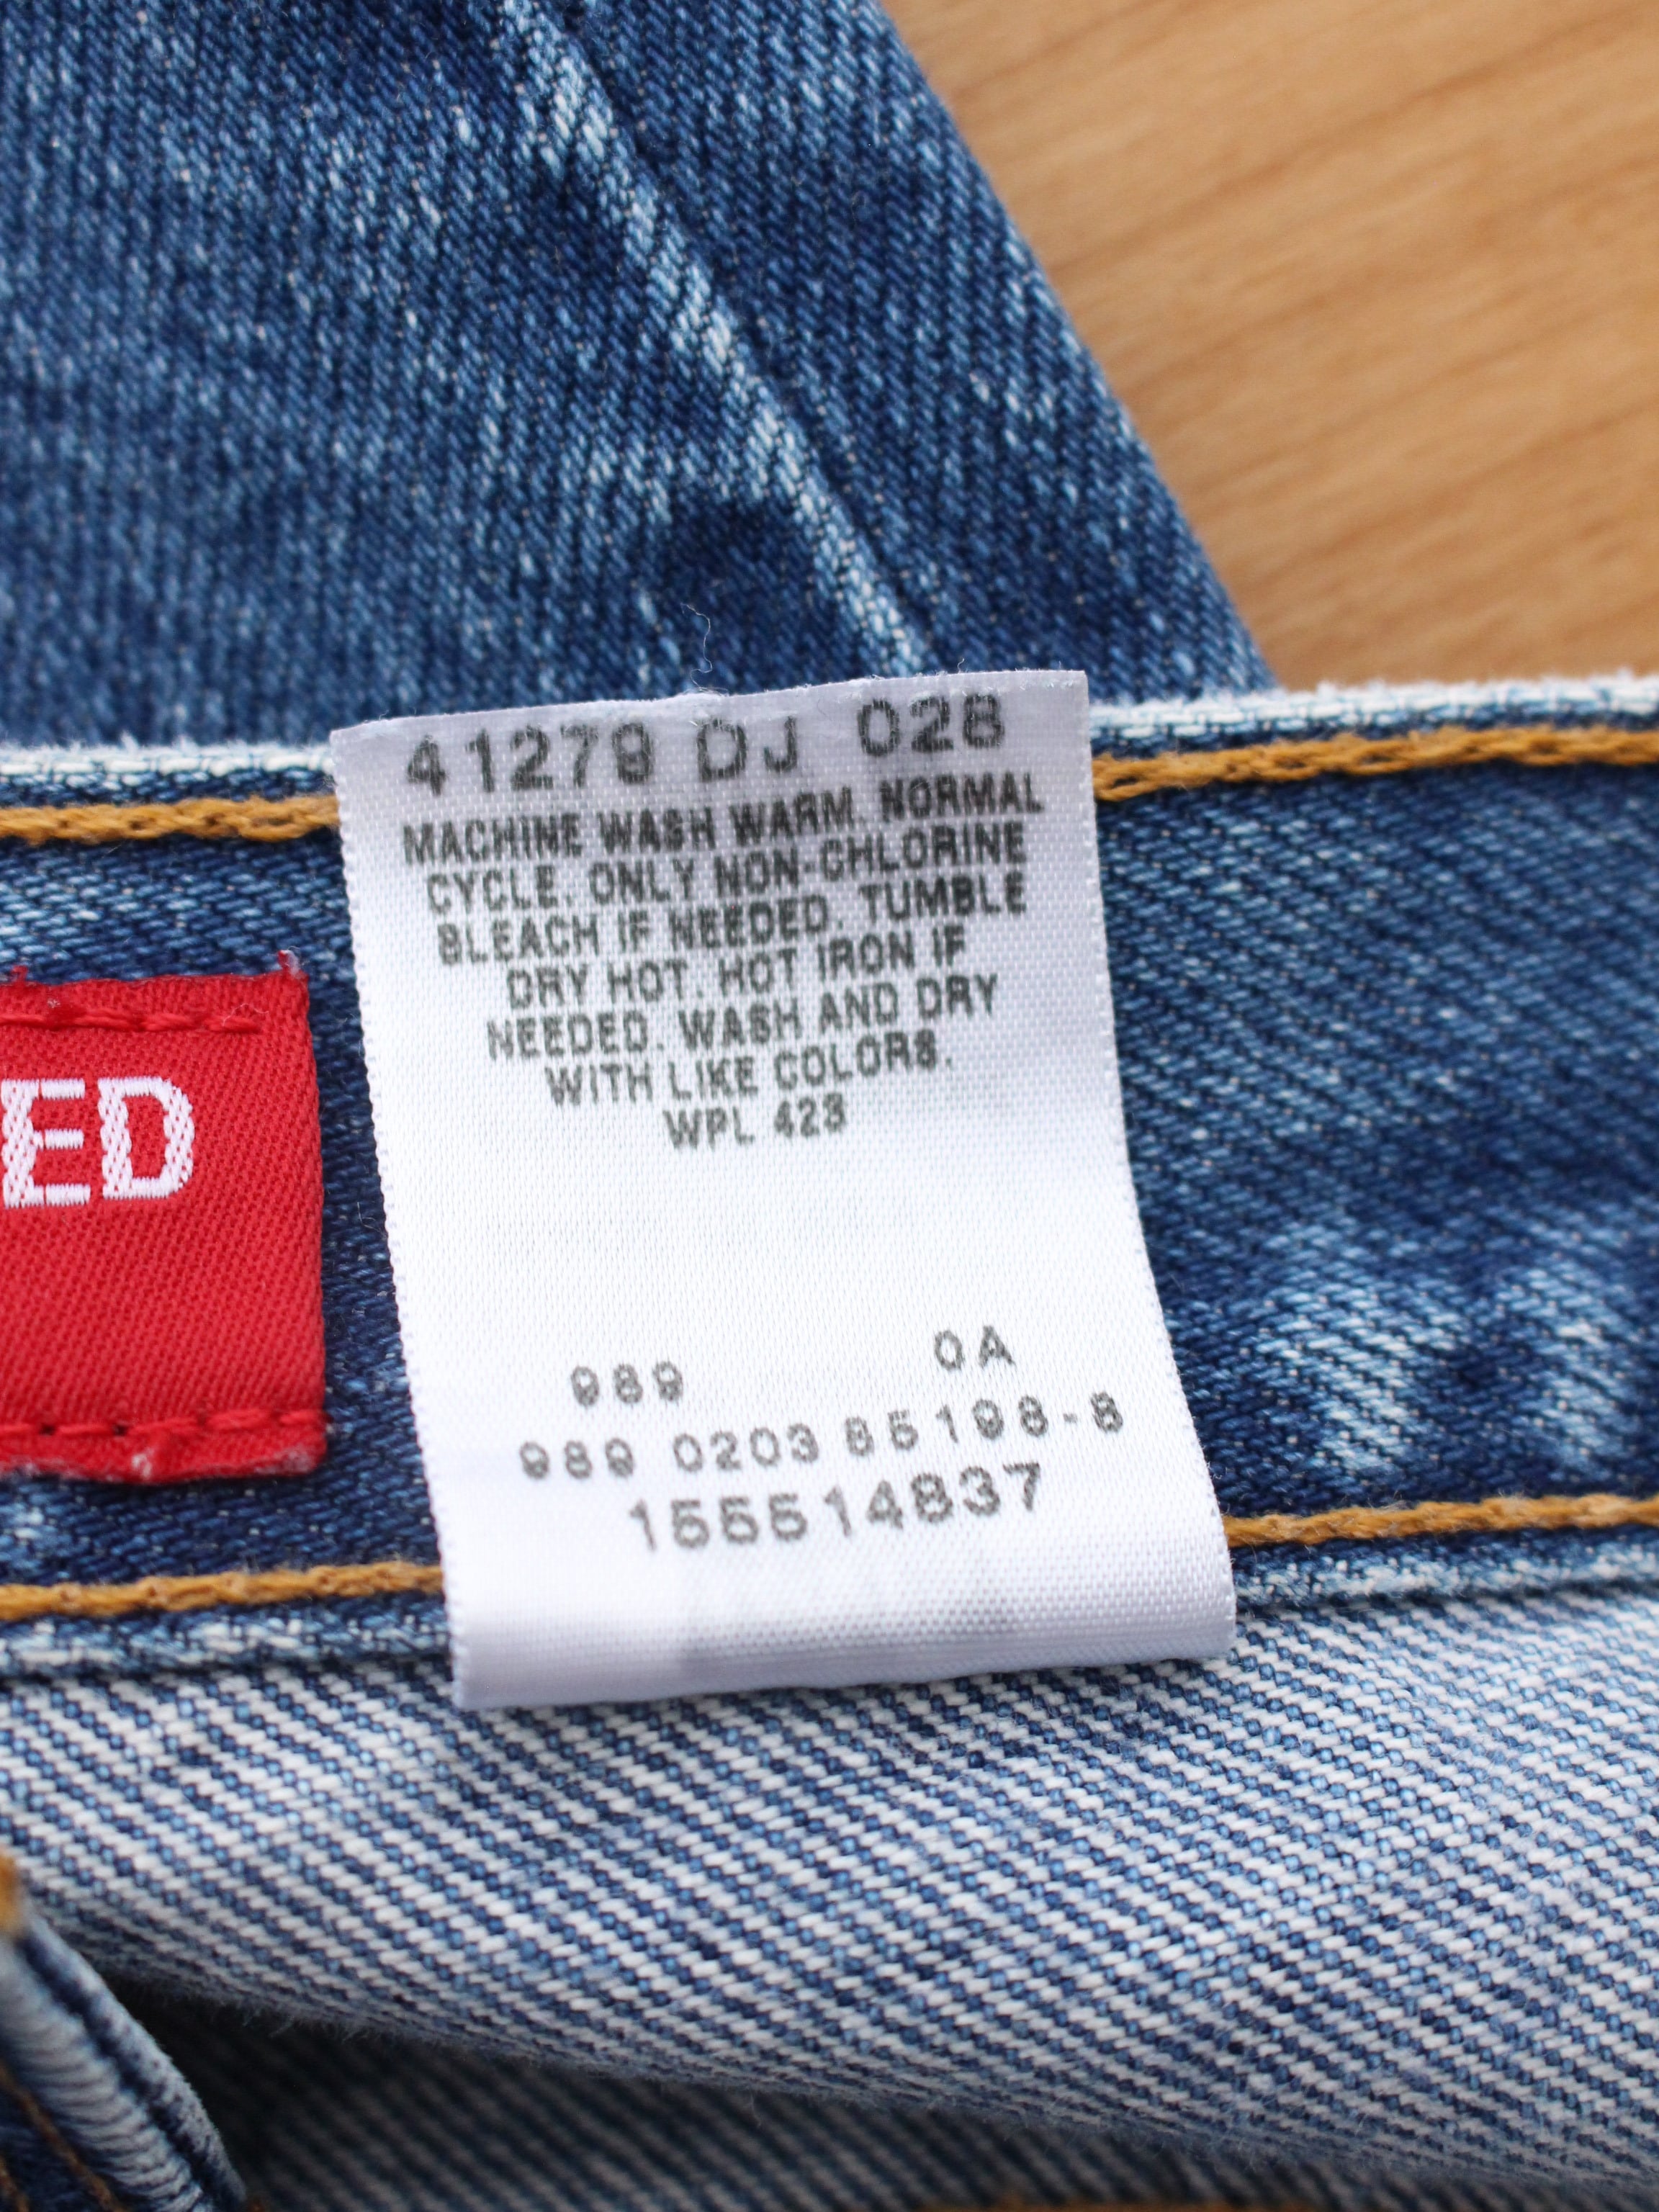 41279 DJ 028
MACHINE WASH WARM. NORMAL
CYCLE. ONLY NON-CHLORINE
BLEACH IF NEEDED. TUMBLE
DRY HOT. HOT IRON IF
NEEDED. WASH AND DRY
WITH LIKE COLORS.
WPL 423
ED
989 0A
989 0203 85198-8
155514837